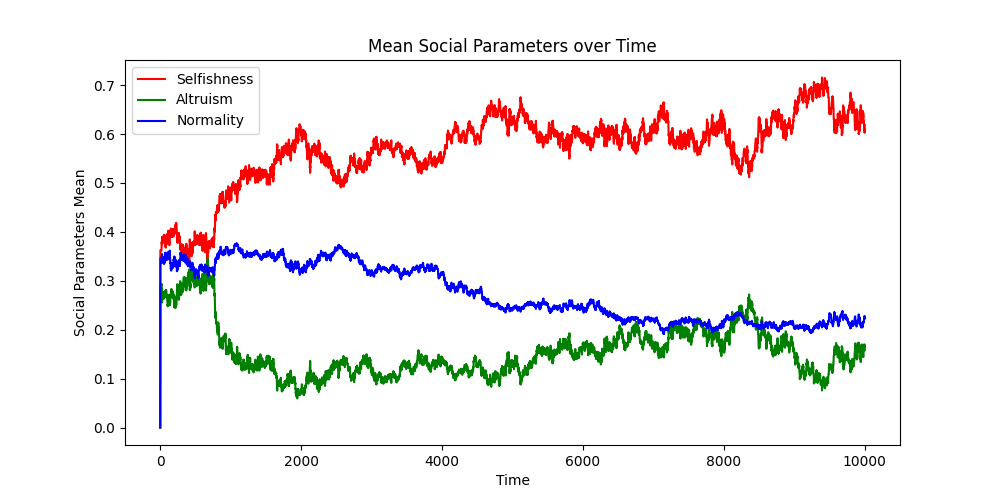 Mean Social Parameters over Time
Selfishness
Altruism
Normality
Social Parameters Mean
0.7
0.6
0.5
0.4
0.3
0.2
0.1
0.0
0 2000 4000 6000 8000 10000
Time